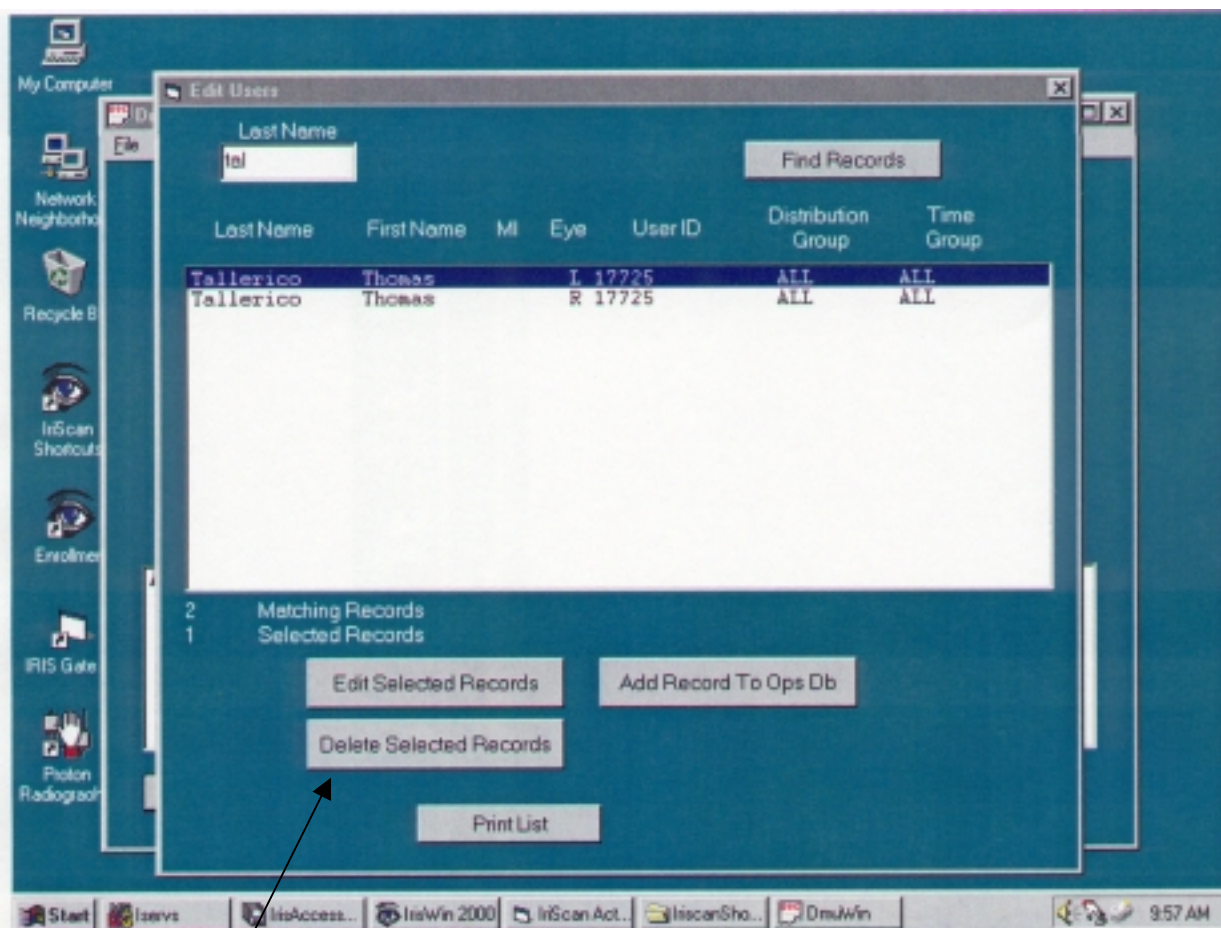 My Computer
Edit Users
File
Last Name
tal
Find Records
Network
Neighborho
Last Name First Name MI Eye User ID Distribution Group Time Group
Tallerico Thomas L 17725 ALL ALL
Tallerico Thomas R 17725 ALL ALL
Recycle B
IriScan
Shortcuts
Enrollmen
2 Matching Records
1 Selected Records
IRIS Gate
Edit Selected Records Add Record To Ops Db
Delete Selected Records
Proton
Radiograph
Print List
Start Iservs IrisAccess... IrisWin 2000 IriScan Act... IriscanSho... DmuWin 9:57 AM